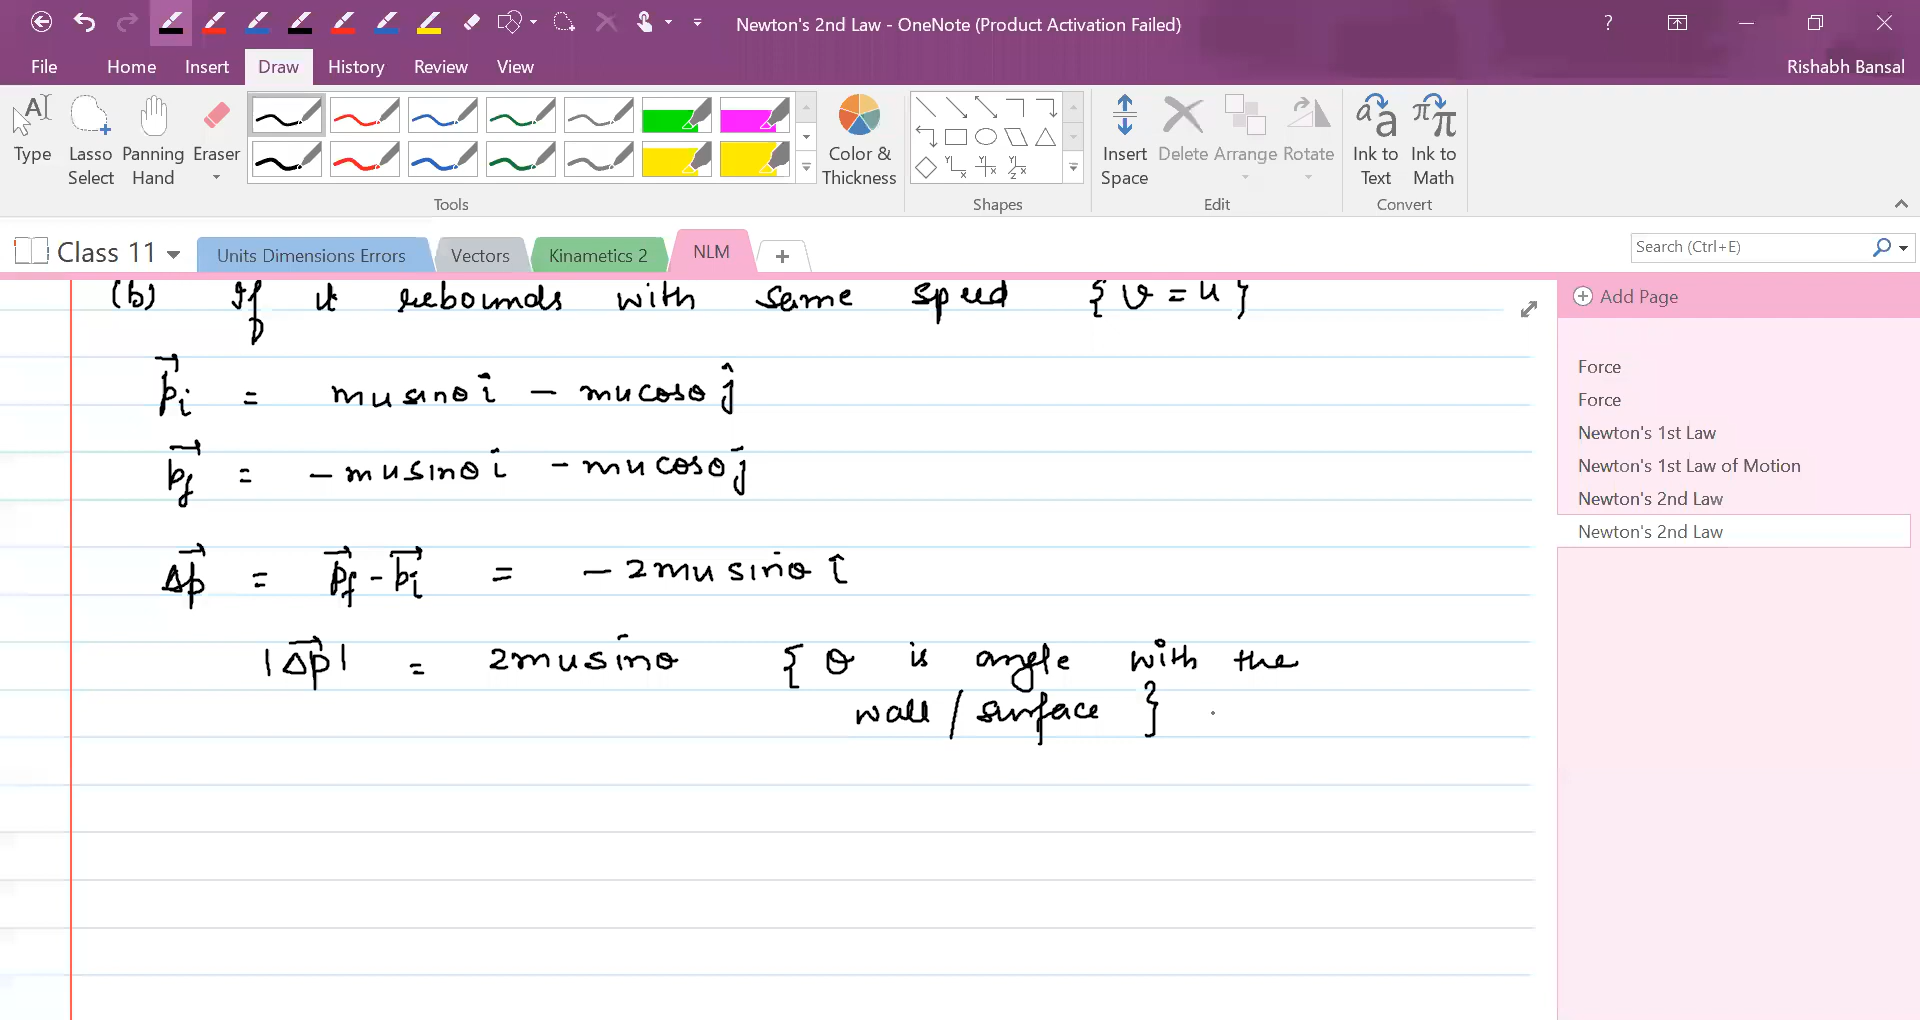 Newton's 2nd Law - OneNote (Product Activation Failed)
?
File Home Insert Draw History Review View
Rishabh Bansal
Type
Lasso Select
Panning Hand
Eraser
Color & Thickness
Insert Space
Delete
Arrange
Rotate
Ink to Text
Ink to Math
Tools
Shapes
Edit
Convert
Class 11
Units Dimensions Errors
Vectors
Kinametics 2
NLM
+
Search (Ctrl+E)
(b) If it rebounds with same speed { v = u }
p⃗i = musinθ î - mucosθ ĵ
p⃗f = - musinθ î - mucosθ ĵ
Δp⃗ = p⃗f - p⃗i = - 2musinθ î
|Δp⃗| = 2musinθ { θ is angle with the
wall / surface }
Add Page
Force
Force
Newton's 1st Law
Newton's 1st Law of Motion
Newton's 2nd Law
Newton's 2nd Law